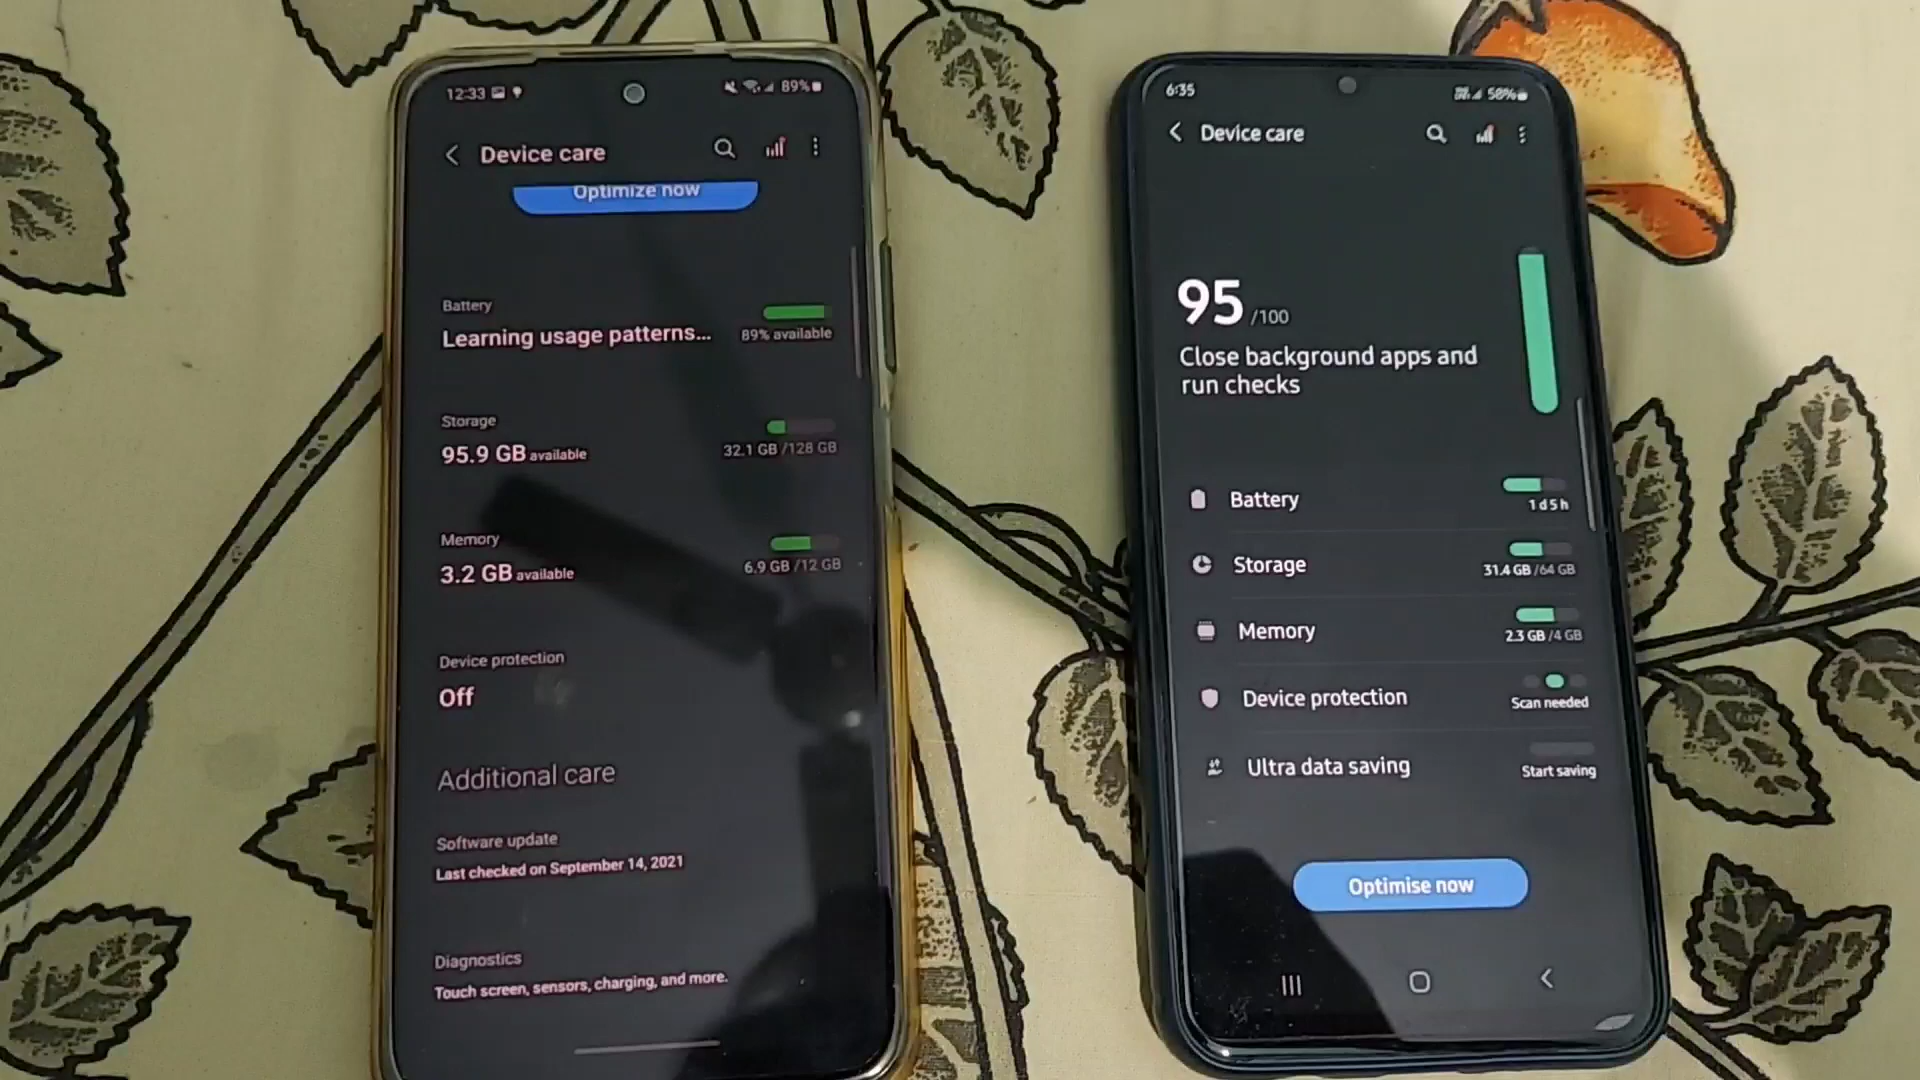 12:33
89%
Device care
Optimize now
Battery
Learning usage patterns...
89% available
Storage
95.9 GB available
32.1 GB /128 GB
Memory
3.2 GB available
6.9 GB /12 GB
Device protection
Off
Additional care
Software update
Last checked on September 14, 2021
Diagnostics
Touch screen, sensors, charging, and more.
6:35
58%
Device care
95 /100
Close background apps and
run checks
Battery
1 d 5 h
Storage
31.4 GB /64 GB
Memory
2.3 GB /4 GB
Device protection
Scan needed
Ultra data saving
Start saving
Optimise now